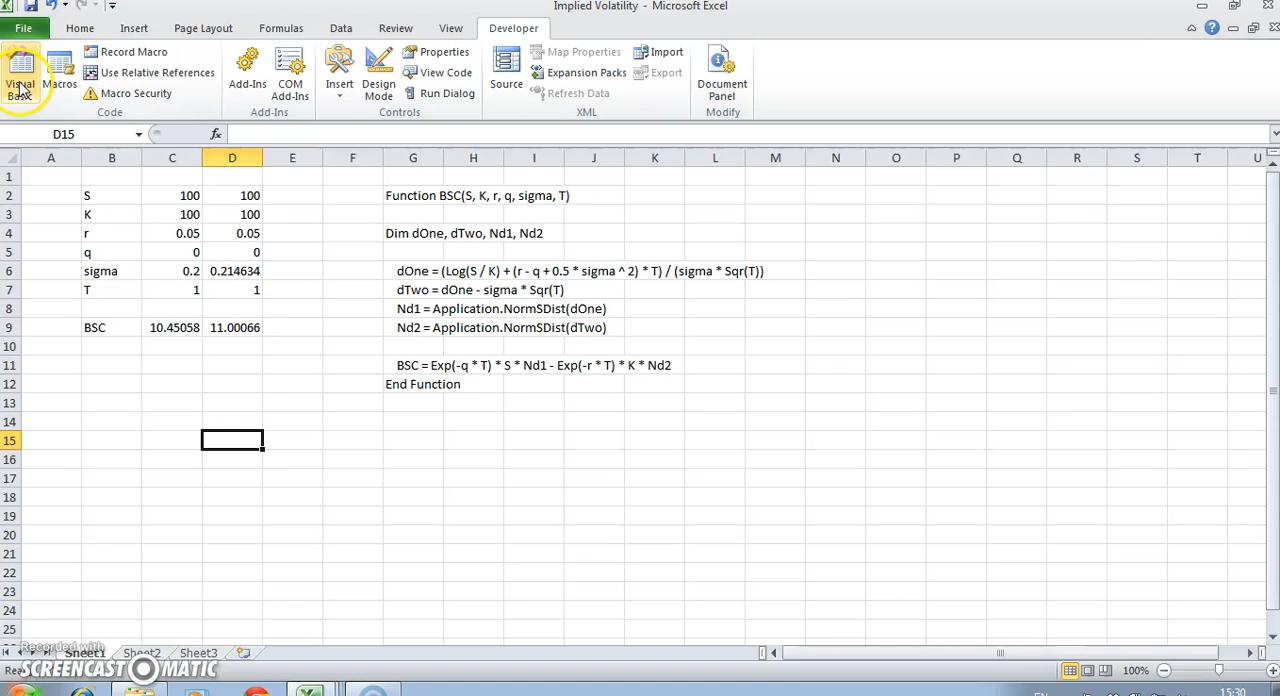 Implied Volatility - Microsoft Excel
File Home Insert Page Layout Formulas Data Review View Developer
Visual Basic
Macros
Record Macro
Use Relative References
Macro Security
Code
Add-Ins
COM Add-Ins
Add-Ins
Insert
Design Mode
Properties
View Code
Run Dialog
Controls
Source
Map Properties
Expansion Packs
Refresh Data
Import
Export
XML
Document Panel
Modify
D15 fx
A B C D E F G H I J K L M N O P Q R S T U
1
2 S 100 100 Function BSC(S, K, r, q, sigma, T)
3 K 100 100
4 r 0.05 0.05 Dim dOne, dTwo, Nd1, Nd2
5 q 0 0
6 sigma 0.2 0.214634 dOne = (Log(S / K) + (r - q + 0.5 * sigma ^ 2) * T) / (sigma * Sqr(T))
7 T 1 1 dTwo = dOne - sigma * Sqr(T)
8 Nd1 = Application.NormSDist(dOne)
9 BSC 10.45058 11.00066 Nd2 = Application.NormSDist(dTwo)
10
11 BSC = Exp(-q * T) * S * Nd1 - Exp(-r * T) * K * Nd2
12 End Function
13
14
15
16
17
18
19
20
21
22
23
24
25
Recorded with
Sheet1 Sheet2 Sheet3
SCREENCAST MATIC
100%
15:30